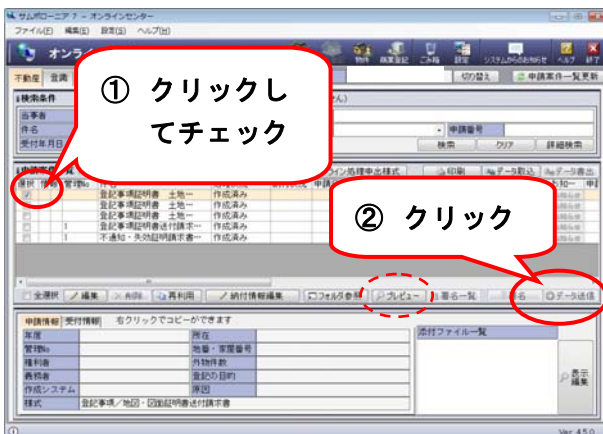 サムポローニア 7 - オンラインセンター
ファイル(F) 編集(E) 設定(S) ヘルプ(H)
オンライ
物件 商業登記 ごみ箱 設定 システムからのお知らせ ヘルプ 終了
不動産 登満
切り替え 申請案件一覧更新
検索条件
当事者
件名
申請番号
受付年月日
検索 クリア 詳細検索
① クリックし
てチェック
イン処理申出様式 印刷 データ取込 データ書出
選択 情報 管理No
登記事項証明書 土地… 作成済み
登記事項証明書 土地… 作成済み
登記事項証明書 土地… 作成済み
1 登記事項証明書送付請求… 作成済み
1 不通知・失効証明請求書… 作成済み
② クリック
全選択 編集 削除 再利用 納付情報編集 フォルダ参照 プレビュー 署名一覧 署名 データ送信
申請情報 受付情報 右クリックでコピーができます
年度 所在
管理No 地番・家屋番号
権利者 外物件数
義務者 登記の目的
作成システム 原因
様式 登記事項/地図・図面証明書送付請求書
添付ファイル一覧
表示
編集
Ver 4.5.0